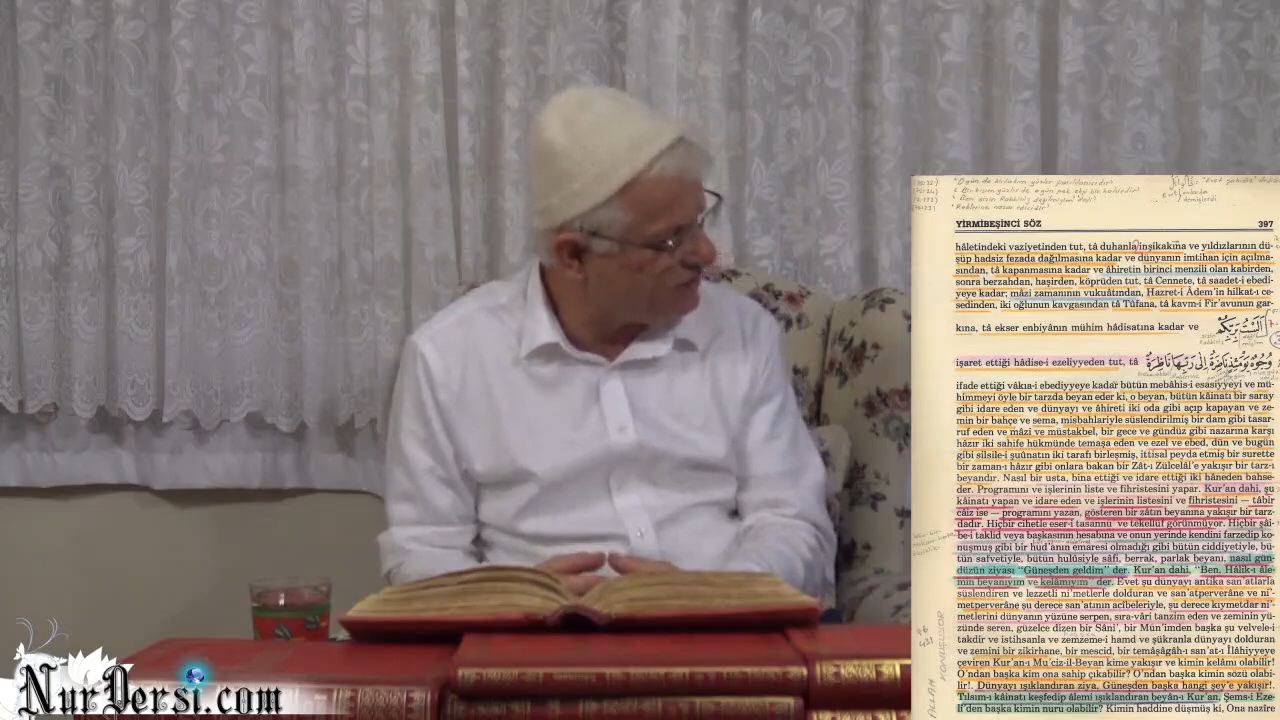 YİRMİBEŞİNCİ SÖZ 397
hâletindeki vaziyetinden tut, tâ duhanla inşikakına ve yıldızlarının dü-
şüp hadsiz fezada dağılmasına kadar ve dünyanın imtihan için açılma-
sından, tâ kapanmasına kadar ve âhiretin birinci menzili olan kabirden,
sonra berzahdan, haşirden, köprüden tut, tâ Cennete, tâ saadet-i ebedi-
yeye kadar; mâzi zamanının vukuâtından, Hazret-i Âdem'in hilkat-ı ce-
sedinden, iki oğlunun kavgasından tâ Tûfana, tâ kavm-i Fir'avunun gar-
kına, tâ ekser enbiyânın mühim hâdisatına kadar ve اَلَسْتُ بِرَبِّكُمْ
işaret ettiği hâdise-i ezeliyyeden tut, tâ وُجُوهٌ يَوْمَئِذٍ نَاضِرَةٌ اِلٰى رَبِّهَا نَاظِرَةٌ
ifade ettiği vâkıa-i ebediyyeye kadar bütün mebâhis-i esasiyyeyi ve mü-
himmeyi öyle bir tarzda beyan eder ki, o beyan, bütün kâinatı bir saray
gibi idare eden ve dünyayı ve âhireti iki oda gibi açıp kapayan ve ze-
min bir bahçe ve sema, misbahlariyle süslendirilmiş bir dam gibi tasar-
ruf eden ve mâzi ve müstakbel, bir gece ve gündüz gibi nazarına karşı
hâzır iki sahife hükmünde temaşa eden ve ezel ve ebed, dün ve bugün
gibi silsile-i şuûnatın iki tarafı birleşmiş, ittisal peyda etmiş bir surette
bir zaman-ı hâzır gibi onlara bakan bir Zât-ı Zülcelâl'e yakışır bir tarz-ı
beyandır. Nasıl bir usta, bina ettiği ve idare ettiği iki hâneden bahse-
der. Programını ve işlerinin liste ve fihristesini yapar. Kur'an dahi, şu
kâinatı yapan ve idare eden ve işlerinin listesini ve fihristesini — tâbir
câiz ise — programını yazan, gösteren bir zâtın beyanına yakışır bir tarz-
dadır. Hiçbir cihetle eser-i tasannu' ve tekellüf görünmüyor. Hiçbir şâi-
be-i taklid veya başkasının hesabına ve onun yerinde kendini farzedip ko-
nuşmuş gibi bir hud'anın emaresi olmadığı gibi bütün ciddiyetiyle, bü-
tün safvetiyle, bütün hulûsiyle sâfi, berrak, parlak beyanı, nasıl gün-
düzün ziyası "Güneşden geldim" der. Kur'an dahi, "Ben, Hâlik-ı âle-
min beyanıyım ve kelâmıyım" der. Evet şu dünyayı antika san'atlarla
süslendiren ve lezzetli ni'metlerle dolduran ve san'atperverâne ve ni'-
metperverâne şu derece san'atının acîbeleriyle, şu derece kıymetdar ni'-
metlerini dünyanın yüzüne serpen, sıra-vâri tanzim eden ve zeminin yü-
zünde seren, güzelce dizen bir Sâni', bir Mün'imden başka şu velvele-i
takdir ve istihsanla ve zemzeme-i hamd ve şükranla dünyayı dolduran
ve zemini bir zikirhane, bir mescid, bir temâşâgâh-ı san'at-ı İlâhiyyeye
çeviren Kur'an-ı Mu'ciz-il-Beyan kime yakışır ve kimin kelâmı olabilir?
O'ndan başka kim ona sahip çıkabilir? O'ndan başka kimin sözü olabi-
lir!. Dünyayı ışıklandıran ziya, Güneşden başka hangi şey'e yakışır!.
Tılsım-ı kâinatı keşfedip âlemi ışıklandıran beyân-ı Kur'an, Şems-i Eze-
lî'den başka kimin nuru olabilir? Kimin haddine düşmüş ki, Ona nazîre
ALLAH KONUŞUYOR
NurDersi.com